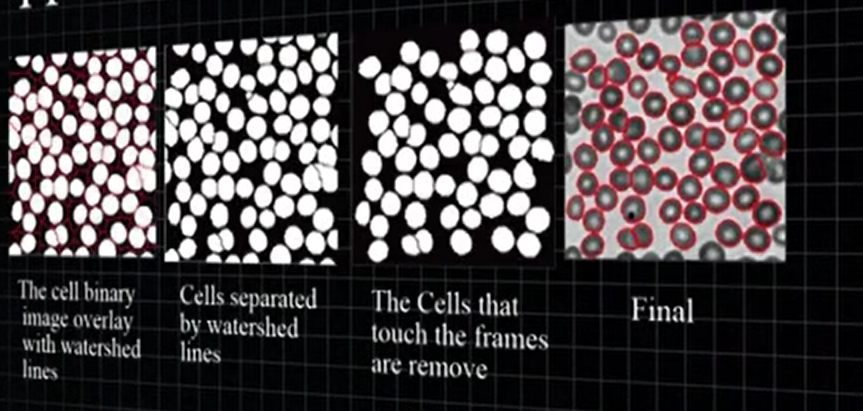 The cell binary
image overlay
with watershed
lines
Cells separated
by watershed
lines
The Cells that
touch the frames
are remove
Final